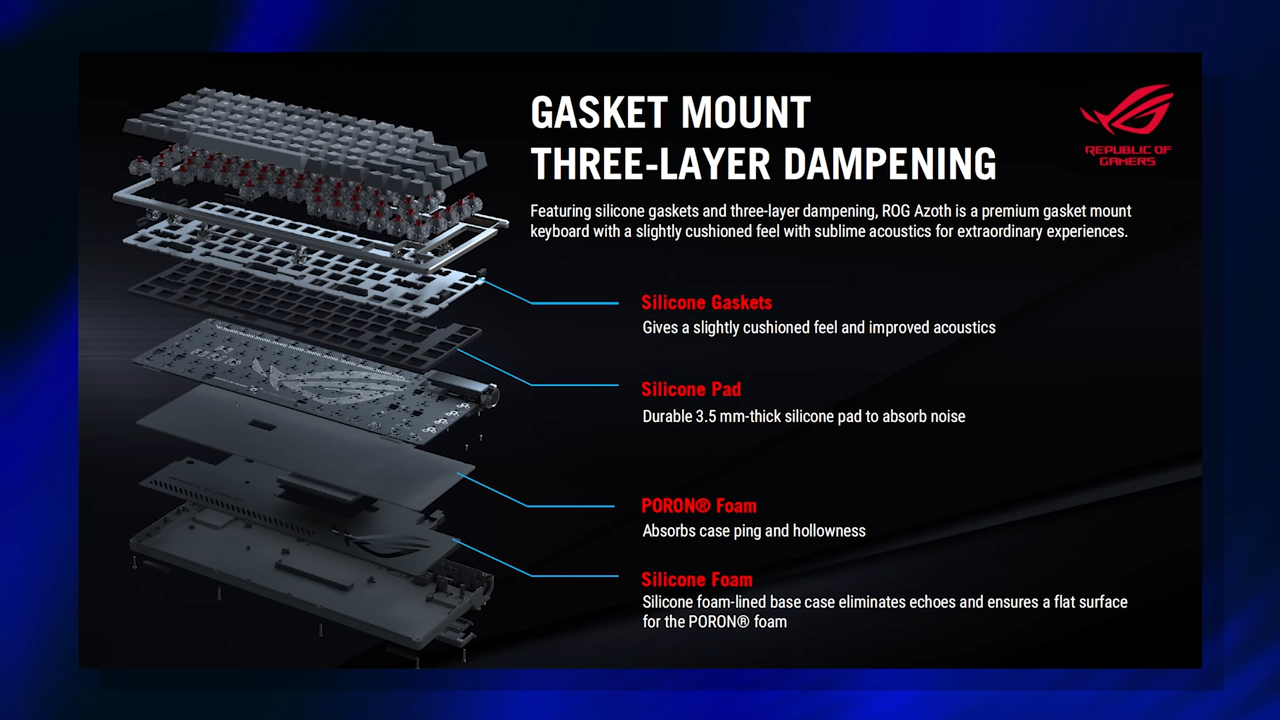 GASKET MOUNT
THREE-LAYER DAMPENING
REPUBLIC OF
GAMERS
Featuring silicone gaskets and three-layer dampening, ROG Azoth is a premium gasket mount
keyboard with a slightly cushioned feel with sublime acoustics for extraordinary experiences.
Silicone Gaskets
Gives a slightly cushioned feel and improved acoustics
Silicone Pad
Durable 3.5 mm-thick silicone pad to absorb noise
PORON® Foam
Absorbs case ping and hollowness
Silicone Foam
Silicone foam-lined base case eliminates echoes and ensures a flat surface
for the PORON® foam